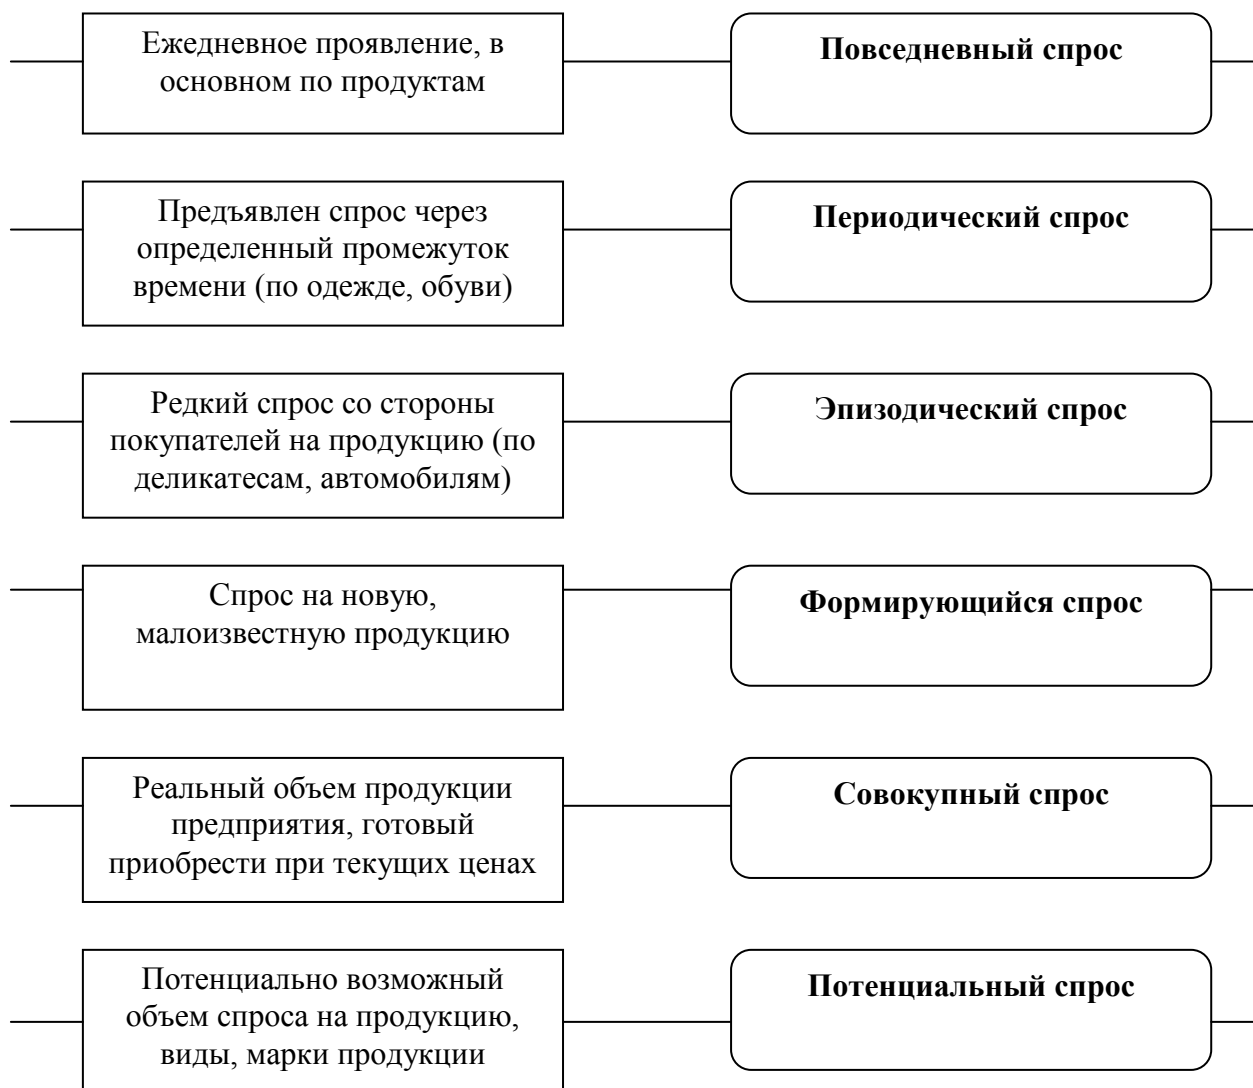 Ежедневное проявление, в
основном по продуктам
Повседневный спрос
Предъявлен спрос через
определенный промежуток
времени (по одежде, обуви)
Периодический спрос
Редкий спрос со стороны
покупателей на продукцию (по
деликатесам, автомобилям)
Эпизодический спрос
Спрос на новую,
малоизвестную продукцию
Формирующийся спрос
Реальный объем продукции
предприятия, готовый
приобрести при текущих ценах
Совокупный спрос
Потенциально возможный
объем спроса на продукцию,
виды, марки продукции
Потенциальный спрос